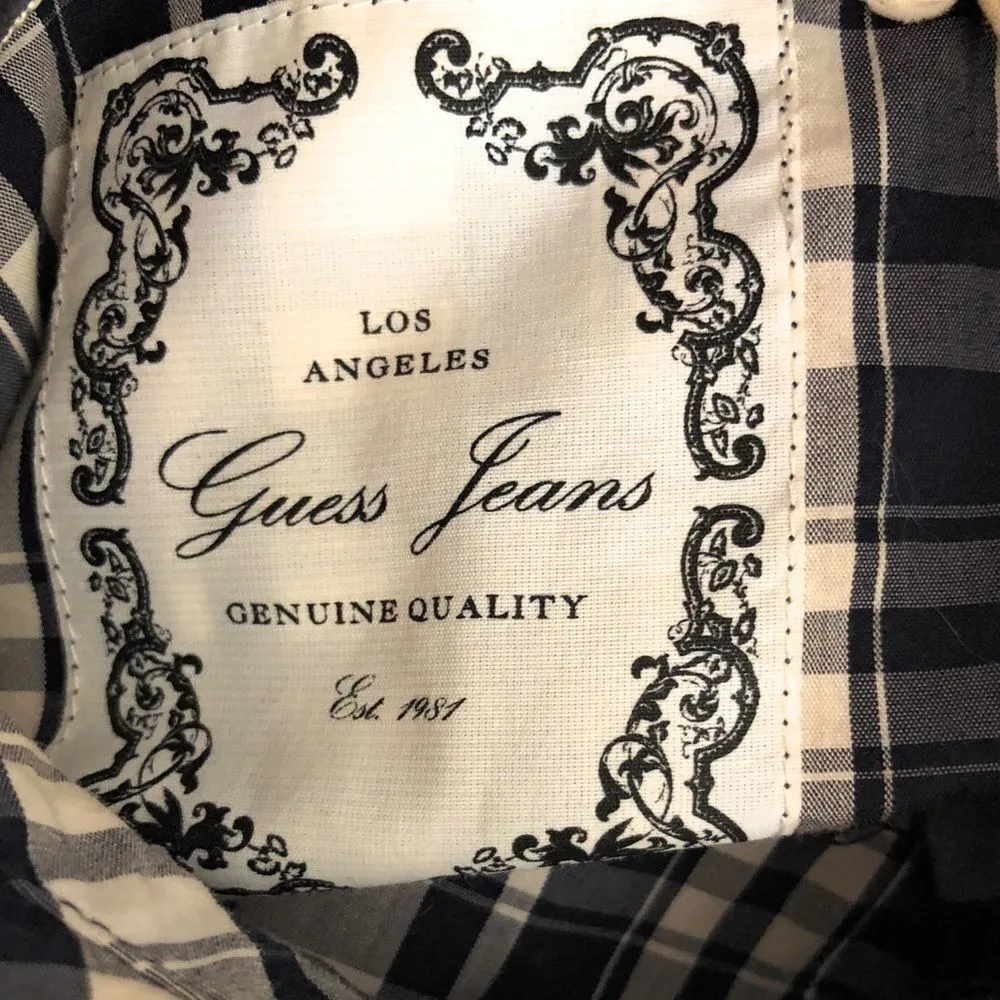 LOS
ANGELES
Guess Jeans
GENUINE QUALITY
Est. 1981